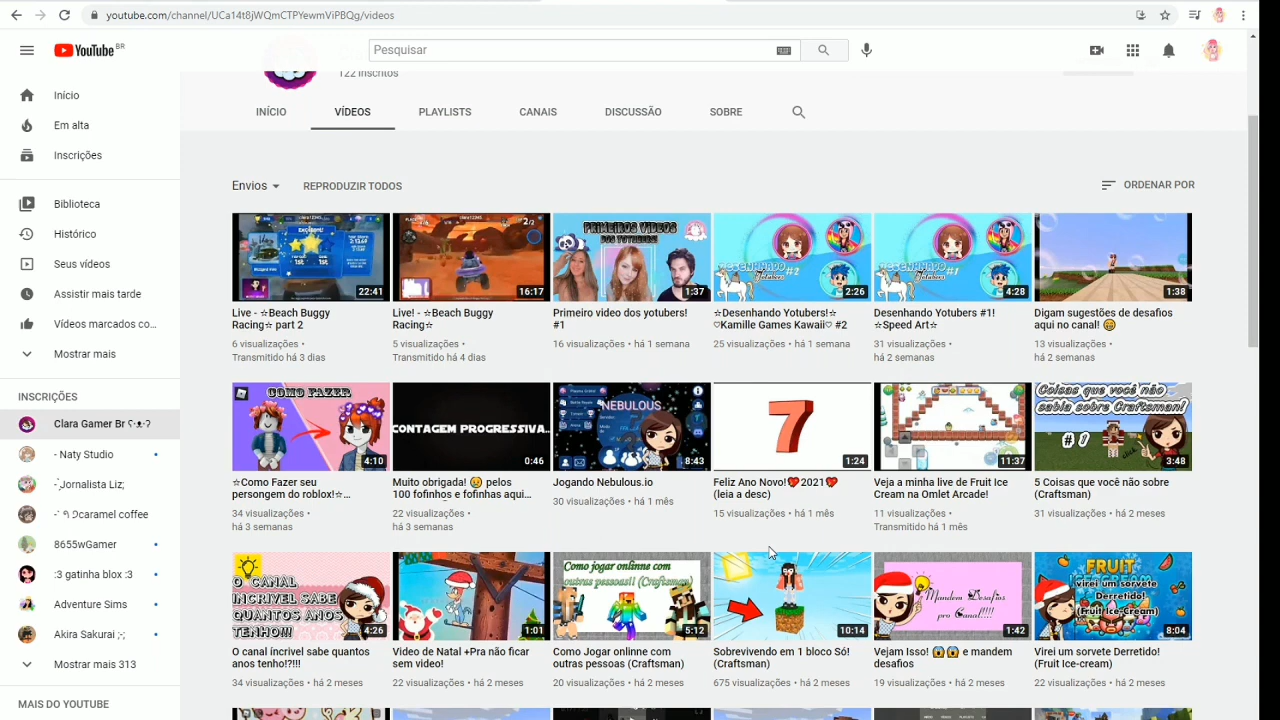 youtube.com/channel/UCa14t8jWQmCTPYewmViPBQg/videos
YouTube BR
Pesquisar
122 inscritos
INÍCIO
VÍDEOS
PLAYLISTS
CANAIS
DISCUSSÃO
SOBRE
Início
Em alta
Inscrições
Biblioteca
Histórico
Seus vídeos
Assistir mais tarde
Vídeos marcados co...
Mostrar mais
INSCRIÇÕES
Clara Gamer Br ʕ·ᴥ·ʔ
- Naty Studio
Jornalista Liz;
caramel coffee
8655wGamer
:3 gatinha blox :3
Adventure Sims
Akira Sakurai ;-;
Mostrar mais 313
MAIS DO YOUTUBE
Envios
REPRODUZIR TODOS
ORDENAR POR
22:41
Live - ☆Beach Buggy
Racing☆ part 2
6 visualizações •
Transmitido há 3 dias
2/2
16:17
Live! - ☆Beach Buggy
Racing☆
5 visualizações •
Transmitido há 4 dias
PRIMEIROS VIDEOS
DOS YOTUBERS!
1:37
Primeiro video dos yotubers!
#1
16 visualizações • há 1 semana
DESENHANDO #2
Yotubers
2:26
☆Desenhando Yotubers!☆
♡Kamille Games Kawaii♡ #2
25 visualizações • há 1 semana
DESENHANDO #1
Yotubers
4:28
Desenhando Yotubers #1!
☆Speed Art☆
31 visualizações •
há 2 semanas
1:38
Digam sugestões de desafios
aqui no canal! 😄
13 visualizações •
há 2 semanas
COMO FAZER
4:10
☆Como Fazer seu
persongem do roblox!☆...
34 visualizações •
há 3 semanas
CONTAGEM PROGRESSIVA...
0:46
Muito obrigada! 🥺 pelos
100 fofinhos e fofinhas aqui...
22 visualizações •
há 3 semanas
NEBULOUS
8:43
Jogando Nebulous.io
30 visualizações • há 1 mês
7
1:24
Feliz Ano Novo!💖2021💖
(leia a desc)
15 visualizações • há 1 mês
11:37
Veja a minha live de Fruit Ice
Cream na Omlet Arcade!
11 visualizações •
Transmitido há 1 mês
Coisas que você não
sabia sobre Craftsman!
#1
click
3:48
5 Coisas que você não sobre
(Craftsman)
31 visualizações • há 2 meses
O CANAL
INCRIVEL SABE
QUANTOS ANOS
TENHO!!!
4:26
O canal íncrivel sabe quantos
anos tenho!?!!!
34 visualizações • há 2 meses
1:01
Video de Natal +Pra não ficar
sem video!
22 visualizações • há 2 meses
Como jogar onlinne com
outras pessoas!! (Craftsman)
5:12
Como Jogar onlinne com
outras pessoas (Craftsman)
20 visualizações • há 2 meses
10:14
Sobrevivendo em 1 bloco Só!
(Craftsman)
675 visualizações • há 2 meses
Mandem Desafios
pro Canal!!!!
1:42
Vejam Isso! 😱😱 e mandem
desafios
19 visualizações • há 2 meses
FRUIT
ICE-CREAM
virei um sorvete
Derretido!
(Fruit Ice-Cream)
8:04
Virei um sorvete Derretido!
(Fruit Ice-cream)
22 visualizações • há 2 meses